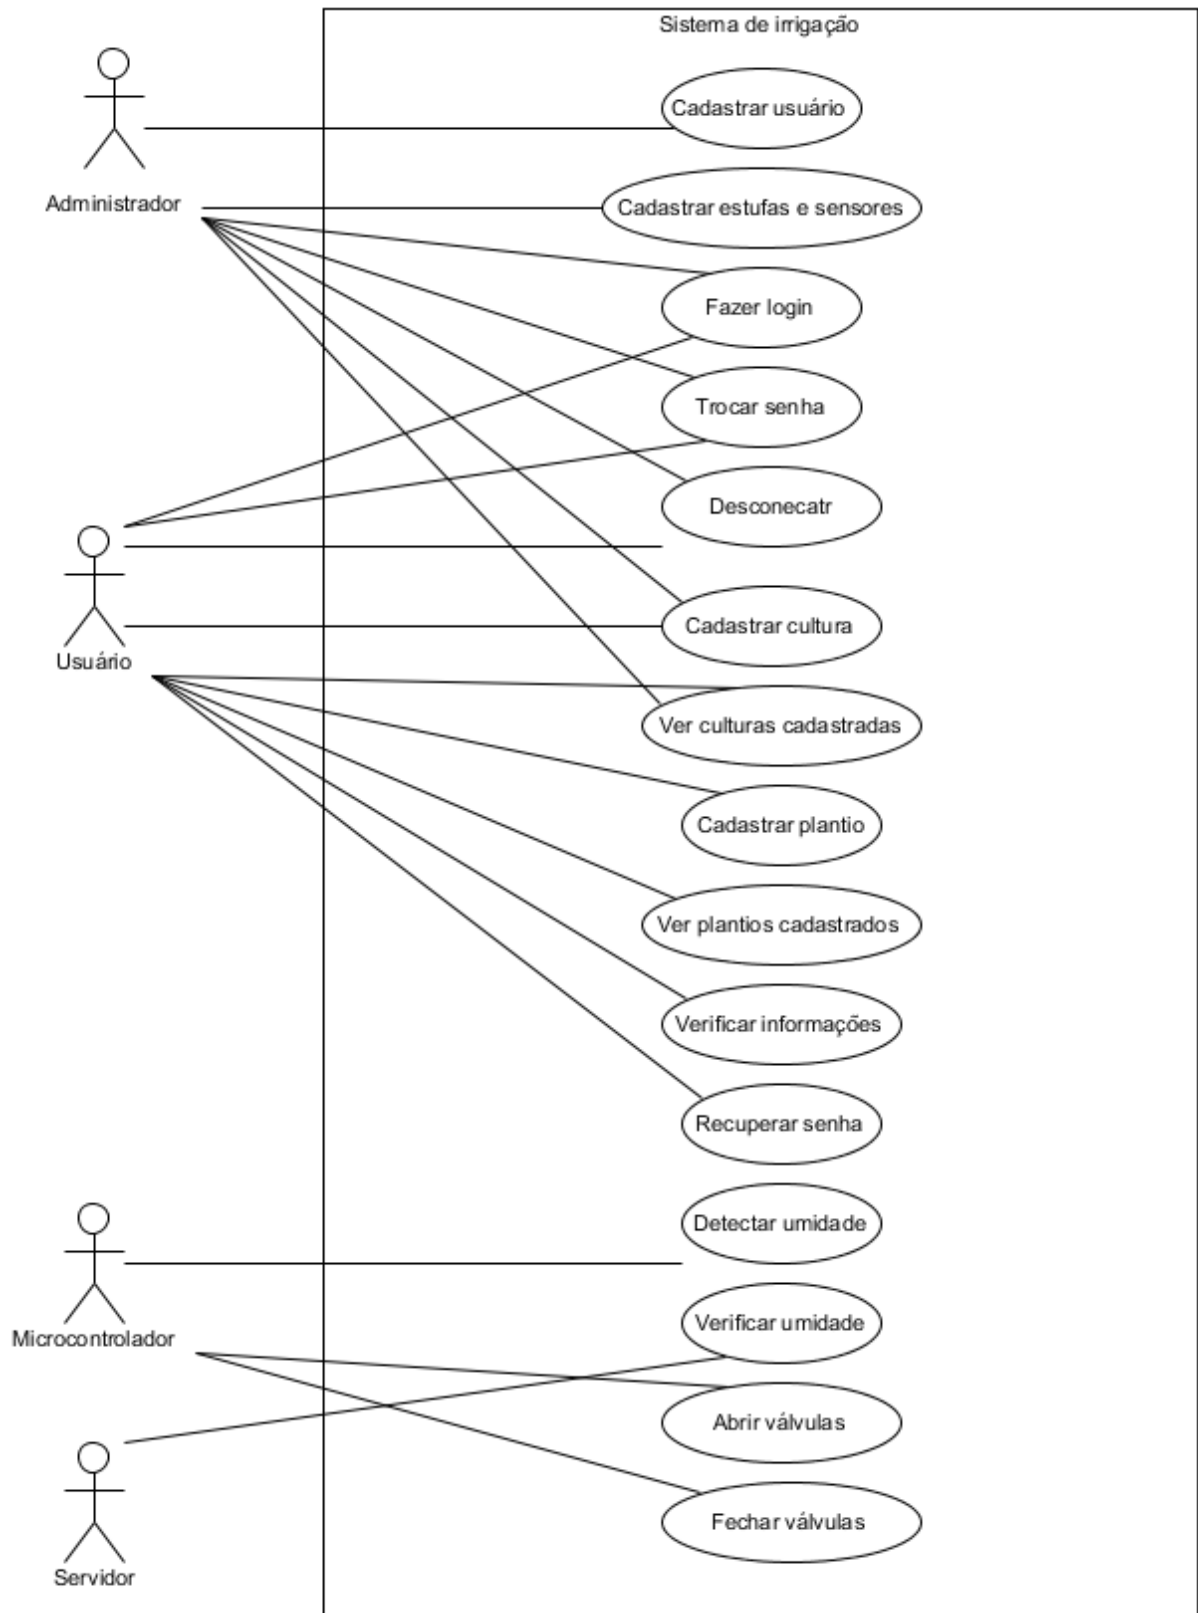 Sistema de irrigação
Cadastrar usuário
Administrador
Cadastrar estufas e sensores
Fazer login
Trocar senha
Desconecatr
Usuário
Cadastrar cultura
Ver culturas cadastradas
Cadastrar plantio
Ver plantios cadastrados
Verificar informações
Recuperar senha
Detectar umidade
Microcontrolador
Verificar umidade
Abrir válvulas
Fechar válvulas
Servidor